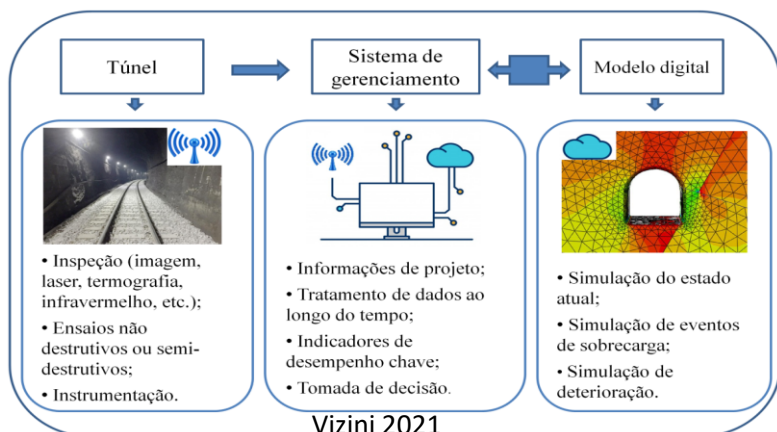 Túnel
Sistema de
gerenciamento
Modelo digital
• Inspeção (imagem,
laser, termografia,
infravermelho, etc.);
• Ensaios não
destrutivos ou semi-
destrutivos;
• Instrumentação.
• Informações de projeto;
• Tratamento de dados ao
longo do tempo;
• Indicadores de
desempenho chave;
• Tomada de decisão.
• Simulação do estado
atual;
• Simulação de eventos
de sobrecarga;
• Simulação de
deterioração.
Vizini 2021